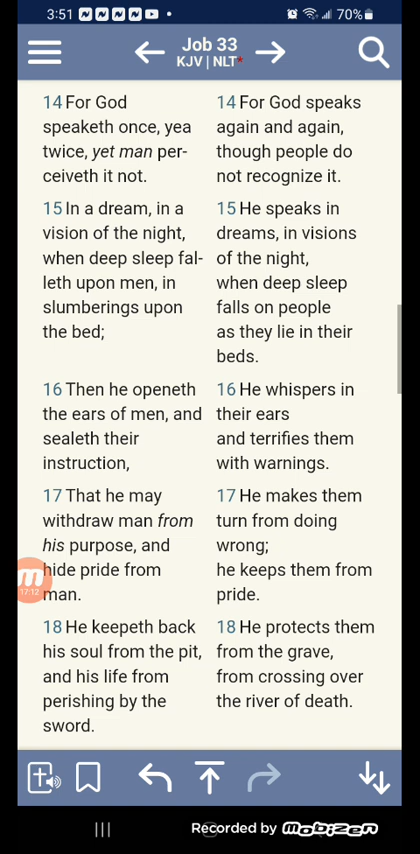 3:51 70%
Job 33
KJV | NLT*
14 For God
speaketh once, yea
twice, yet man per-
ceiveth it not.
14 For God speaks
again and again,
though people do
not recognize it.
15 In a dream, in a
vision of the night,
when deep sleep fal-
leth upon men, in
slumberings upon
the bed;
15 He speaks in
dreams, in visions
of the night,
when deep sleep
falls on people
as they lie in their
beds.
16 Then he openeth
the ears of men, and
sealeth their
instruction,
16 He whispers in
their ears
and terrifies them
with warnings.
17 That he may
withdraw man from
his purpose, and
hide pride from
man.
17 He makes them
turn from doing
wrong;
he keeps them from
pride.
18 He keepeth back
his soul from the pit,
and his life from
perishing by the
sword.
18 He protects them
from the grave,
from crossing over
the river of death.
17:12
Recorded by Mobizen